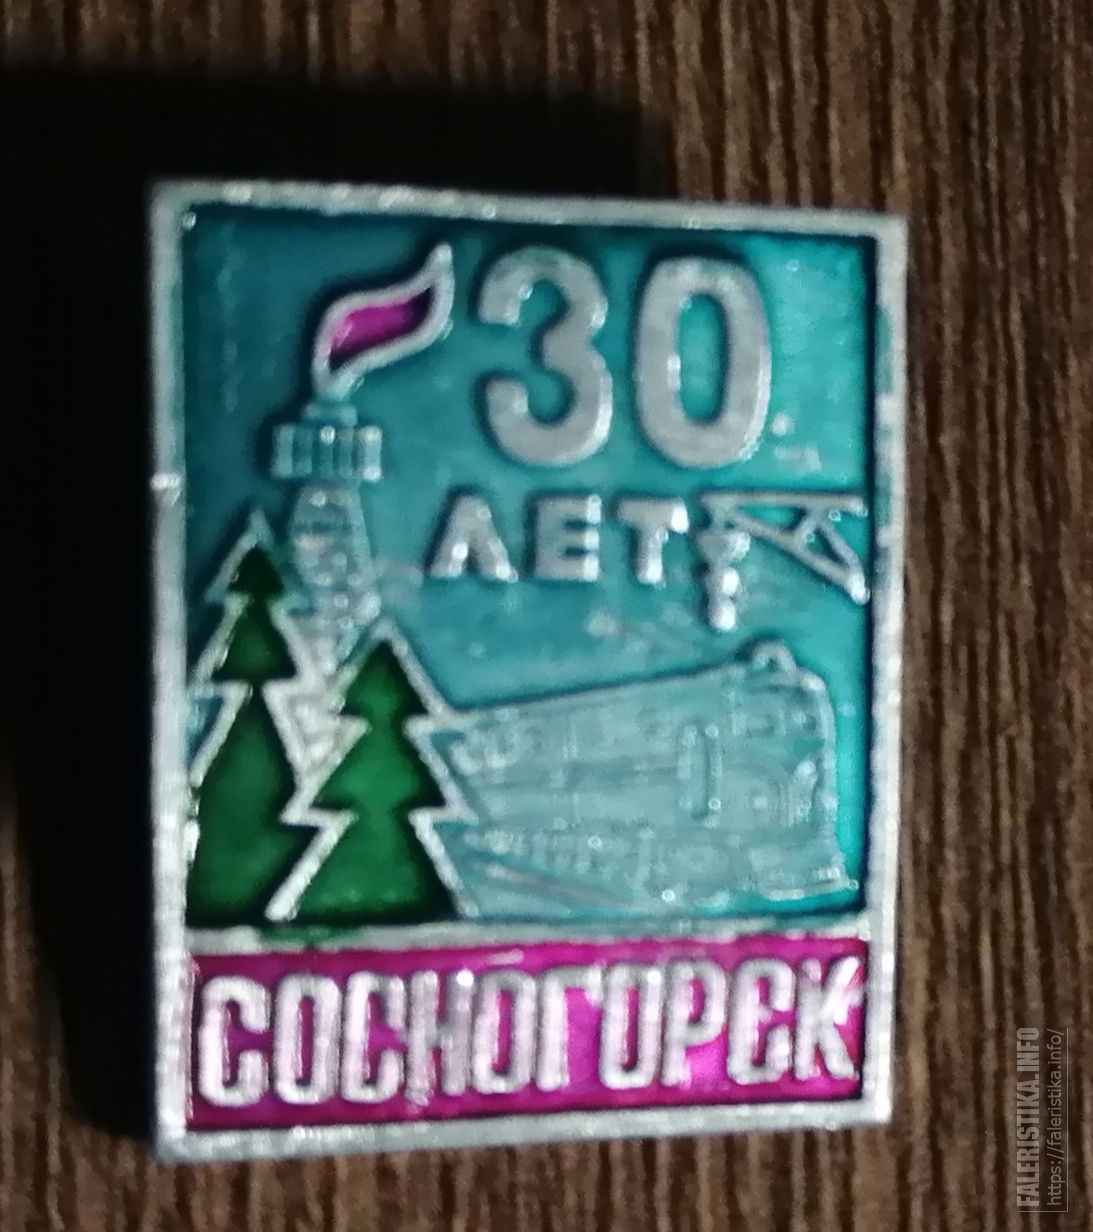 30
ЛЕТ
СОСНОГОРСК
FALERISTIKA.INFO
https://faleristika.info/